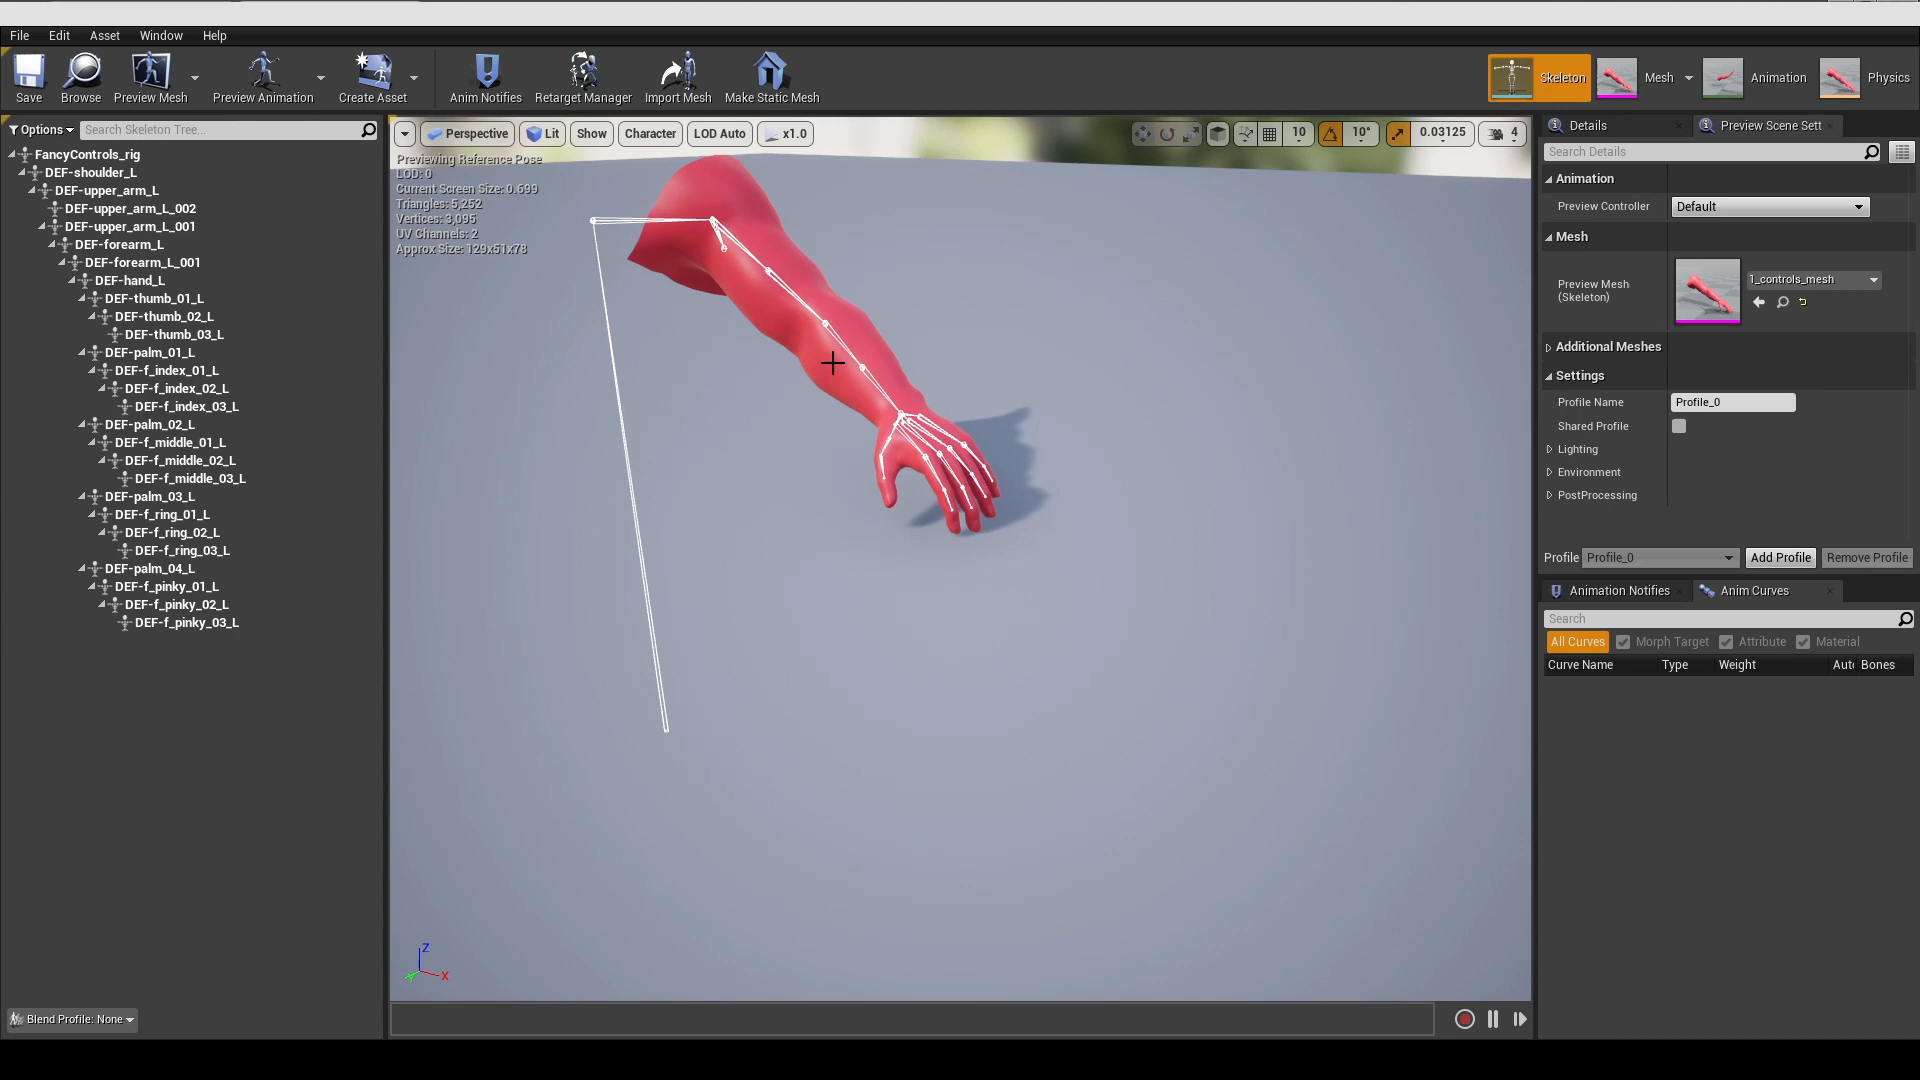 File Edit Asset Window Help
Save Browse Preview Mesh Preview Animation Create Asset Anim Notifies Retarget Manager Import Mesh Make Static Mesh Skeleton Mesh Animation Physics
Options Search Skeleton Tree...
FancyControls_rig
DEF-shoulder_L
DEF-upper_arm_L
DEF-upper_arm_L_002
DEF-upper_arm_L_001
DEF-forearm_L
DEF-forearm_L_001
DEF-hand_L
DEF-thumb_01_L
DEF-thumb_02_L
DEF-thumb_03_L
DEF-palm_01_L
DEF-f_index_01_L
DEF-f_index_02_L
DEF-f_index_03_L
DEF-palm_02_L
DEF-f_middle_01_L
DEF-f_middle_02_L
DEF-f_middle_03_L
DEF-palm_03_L
DEF-f_ring_01_L
DEF-f_ring_02_L
DEF-f_ring_03_L
DEF-palm_04_L
DEF-f_pinky_01_L
DEF-f_pinky_02_L
DEF-f_pinky_03_L
Blend Profile: None
Perspective Lit Show Character LOD Auto x1.0 10 10° 0.03125 4
Previewing Reference Pose
LOD: 0
Current Screen Size: 0.699
Triangles: 5,252
Vertices: 3,095
UV Channels: 2
Approx Size: 129x51x78
Z
X
Details Preview Scene Sett
Search Details
Animation
Preview Controller Default
Mesh
Preview Mesh
(Skeleton)
1_controls_mesh
Additional Meshes
Settings
Profile Name Profile_0
Shared Profile
Lighting
Environment
PostProcessing
Profile Profile_0 Add Profile Remove Profile
Animation Notifies Anim Curves
Search
All Curves Morph Target Attribute Material
Curve Name Type Weight Aut Bones